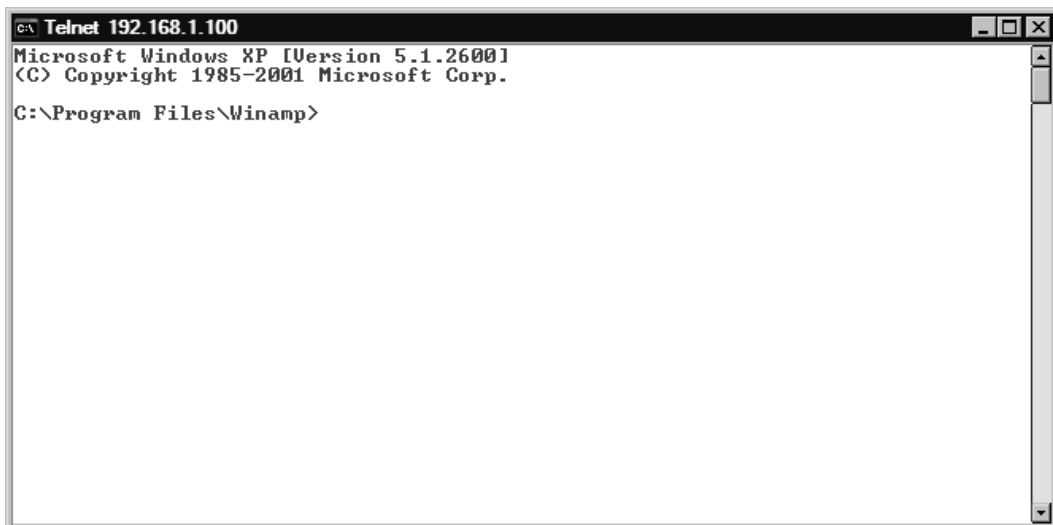 Telnet 192.168.1.100
Microsoft Windows XP [Version 5.1.2600]
(C) Copyright 1985-2001 Microsoft Corp.
C:\Program Files\Winamp>